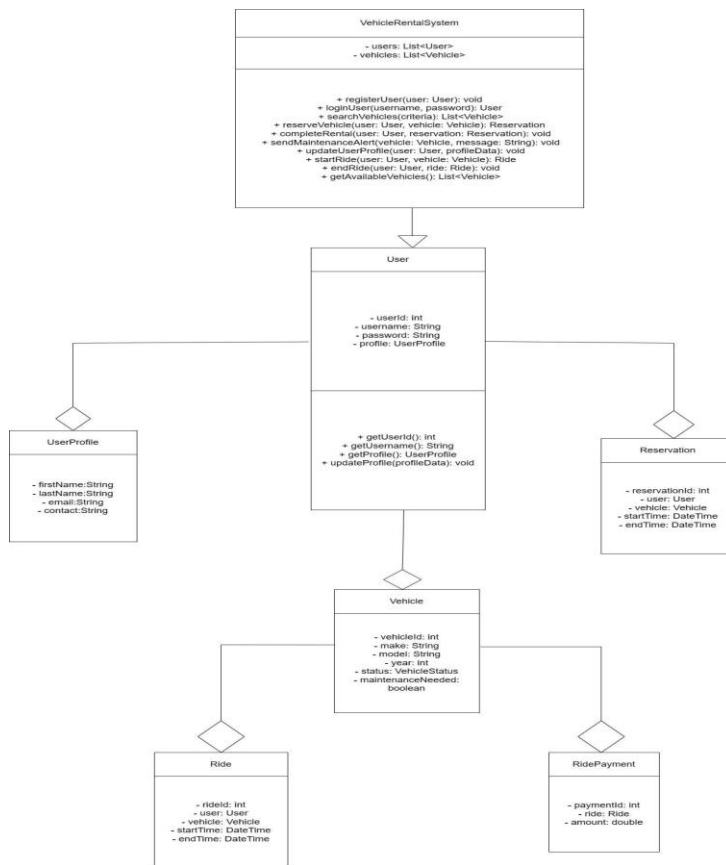 VehicleRentalSystem
- users: List<User>
- vehicles: List<Vehicle>
+ registerUser(user: User): void
+ loginUser(username, password): User
+ searchVehicles(criteria): List<Vehicle>
+ reserveVehicle(user: User, vehicle: Vehicle): Reservation
+ completeRental(user: User, reservation: Reservation): void
+ sendMaintenanceAlert(vehicle: Vehicle, message: String): void
+ updateUserProfile(user: User, profileData): void
+ startRide(user: User, vehicle: Vehicle): Ride
+ endRide(user: User, ride: Ride): void
+ getAvailableVehicles(): List<Vehicle>
User
- userId: int
- username: String
- password: String
- profile: UserProfile
+ getUserId(): int
+ getUsername(): String
+ getProfile(): UserProfile
+ updateProfile(profileData): void
UserProfile
- firstName:String
- lastName:String
- email:String
- contact:String
Reservation
- reservationId: int
- user: User
- vehicle: Vehicle
- startTime: DateTime
- endTime: DateTime
Vehicle
- vehicleId: int
- make: String
- model: String
- year: int
- status: VehicleStatus
- maintenanceNeeded:
boolean
Ride
- rideId: int
- user: User
- vehicle: Vehicle
- startTime: DateTime
- endTime: DateTime
RidePayment
- paymentId: int
- ride: Ride
- amount: double